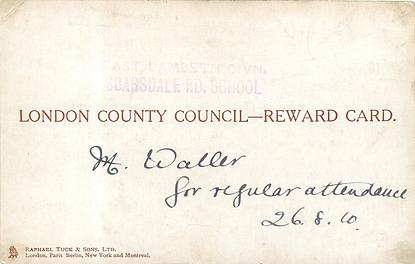 EAST LAMBETH DIVN.
BOARSDALE RD. SCHOOL
LONDON COUNTY COUNCIL—REWARD CARD.
M. Waller
for regular attendance
26.8.10.
RAPHAEL TUCK & SONS, LTD.
London, Paris Berlin, New York and Montreal.